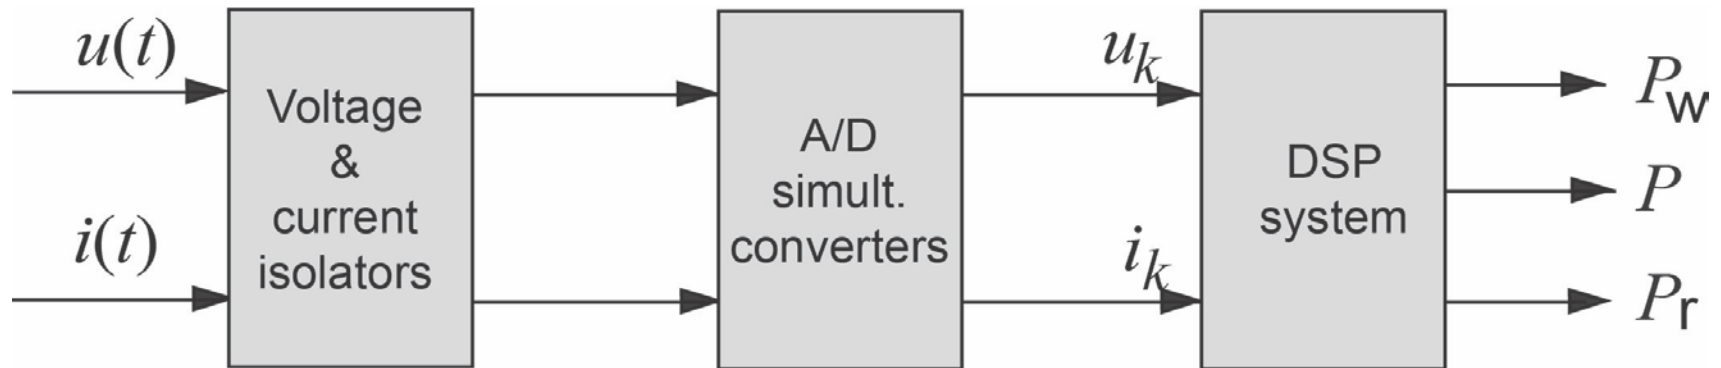 u(t)
i(t)
Voltage
&
current
isolators
A/D
simult.
converters
u_k
i_k
DSP
system
P_w
P
P_r